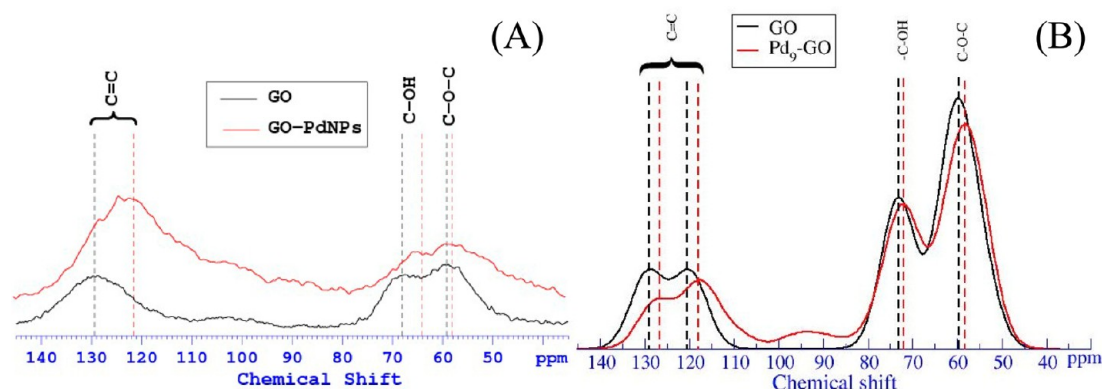 (A)
C=C
C-OH
C-O-C
GO
GO-PdNPs
140 130 120 110 100 90 80 70 60 50 ppm
Chemical Shift
(B)
C=C
-C-OH
C-O-C
GO
Pd9-GO
140 130 120 110 100 90 80 70 60 50 40 ppm
Chemical shift